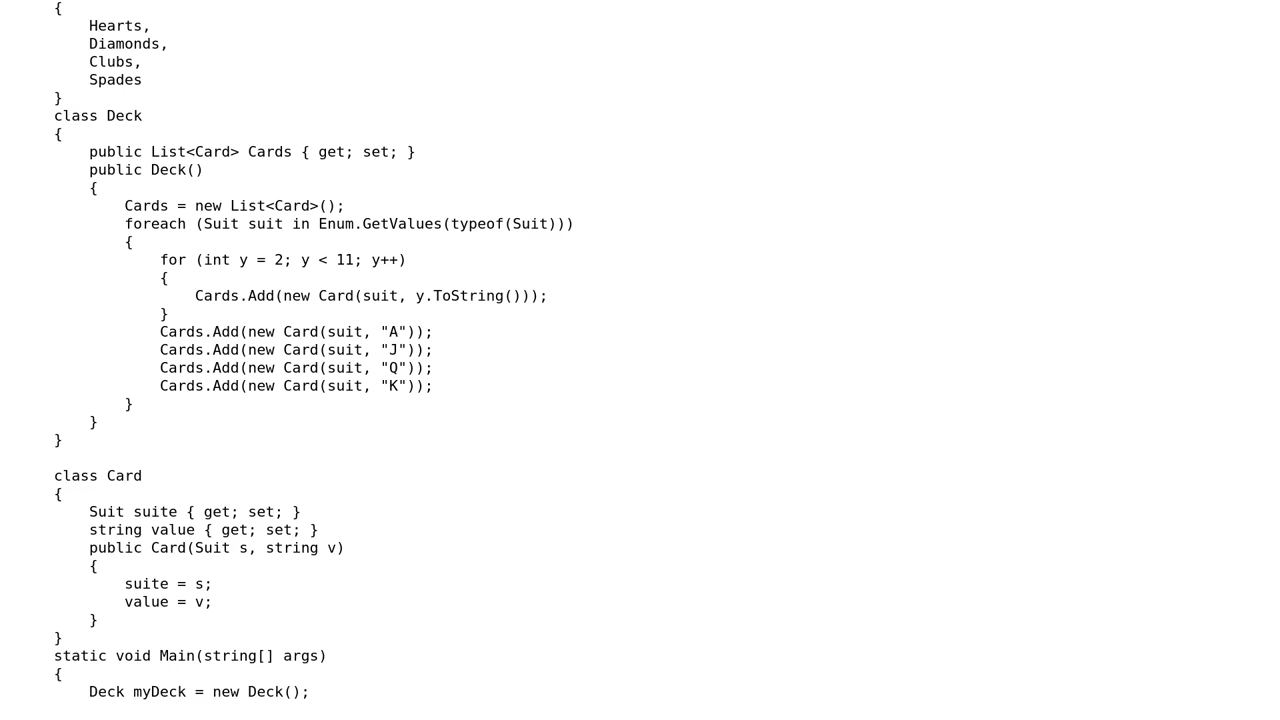 {
    Hearts,
    Diamonds,
    Clubs,
    Spades
}
class Deck
{
    public List<Card> Cards { get; set; }
    public Deck()
    {
        Cards = new List<Card>();
        foreach (Suit suit in Enum.GetValues(typeof(Suit)))
        {
            for (int y = 2; y < 11; y++)
            {
                Cards.Add(new Card(suit, y.ToString()));
            }
            Cards.Add(new Card(suit, "A"));
            Cards.Add(new Card(suit, "J"));
            Cards.Add(new Card(suit, "Q"));
            Cards.Add(new Card(suit, "K"));
        }
    }
}

class Card
{
    Suit suite { get; set; }
    string value { get; set; }
    public Card(Suit s, string v)
    {
        suite = s;
        value = v;
    }
}
static void Main(string[] args)
{
    Deck myDeck = new Deck();